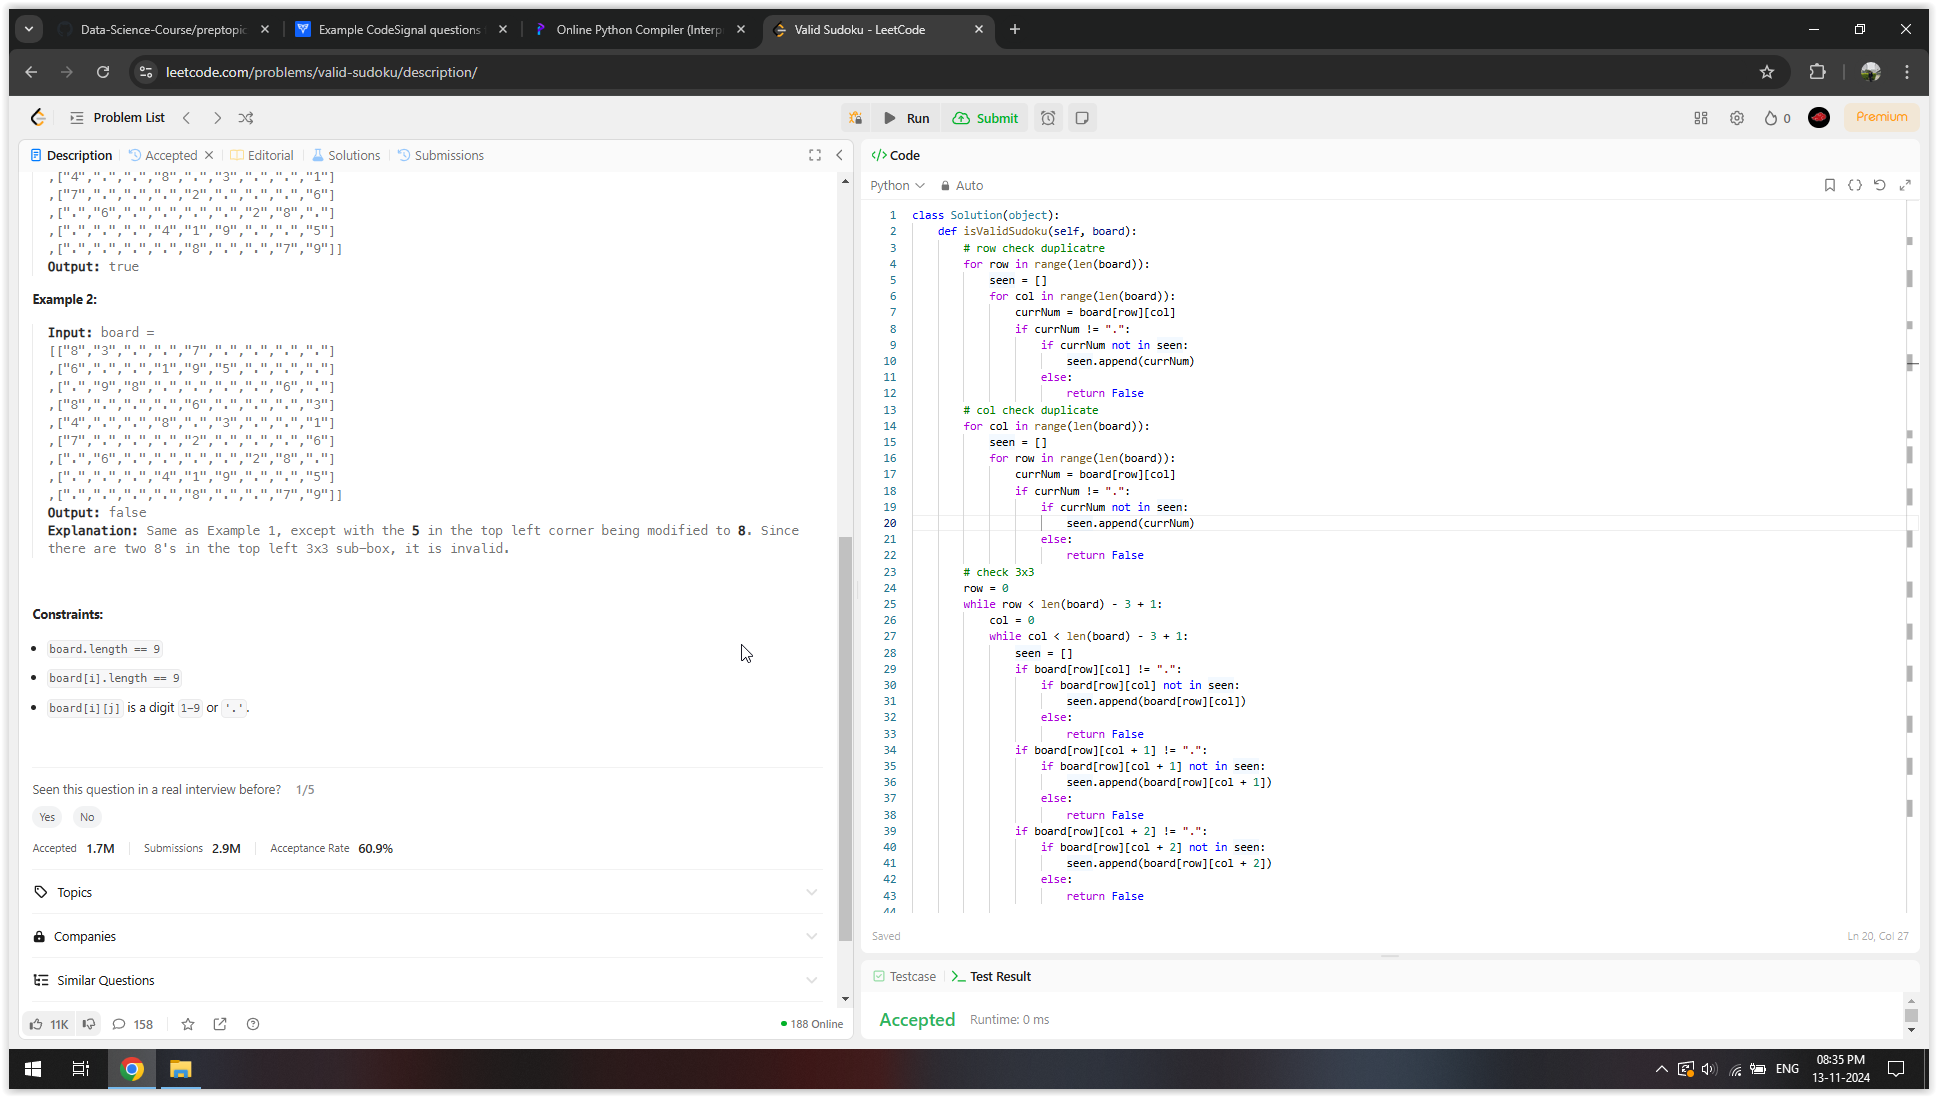 Data-Science-Course/preptopic
Example CodeSignal questions
Online Python Compiler (Interp
Valid Sudoku - LeetCode
leetcode.com/problems/valid-sudoku/description/
Problem List
Run
Submit
0
Premium
Description
Accepted
Editorial
Solutions
Submissions
,["4",".",".","8",".","3",".",".","1"]
,["7",".",".",".","2",".",".",".","6"]
,[".","6",".",".",".",".","2","8","."]
,[".",".",".","4","1","9",".",".","5"]
,[".",".",".",".","8",".",".","7","9"]]
Output: true
Example 2:
Input: board =
[["8","3",".",".","7",".",".",".","."]
,["6",".",".","1","9","5",".",".","."]
,[".","9","8",".",".",".",".","6","."]
,["8",".",".",".","6",".",".",".","3"]
,["4",".",".","8",".","3",".",".","1"]
,["7",".",".",".","2",".",".",".","6"]
,[".","6",".",".",".",".","2","8","."]
,[".",".",".","4","1","9",".",".","5"]
,[".",".",".",".","8",".",".","7","9"]]
Output: false
Explanation: Same as Example 1, except with the 5 in the top left corner being modified to 8. Since
there are two 8's in the top left 3x3 sub-box, it is invalid.
Constraints:
• board.length == 9
• board[i].length == 9
• board[i][j] is a digit 1-9 or '.'.
Seen this question in a real interview before? 1/5
Yes No
Accepted 1.7M Submissions 2.9M Acceptance Rate 60.9%
Topics
Companies
Similar Questions
11K 158
188 Online
Code
Python Auto
1 class Solution(object):
2 def isValidSudoku(self, board):
3 # row check duplicatre
4 for row in range(len(board)):
5 seen = []
6 for col in range(len(board)):
7 currNum = board[row][col]
8 if currNum != ".":
9 if currNum not in seen:
10 seen.append(currNum)
11 else:
12 return False
13 # col check duplicate
14 for col in range(len(board)):
15 seen = []
16 for row in range(len(board)):
17 currNum = board[row][col]
18 if currNum != ".":
19 if currNum not in seen:
20 seen.append(currNum)
21 else:
22 return False
23 # check 3x3
24 row = 0
25 while row < len(board) - 3 + 1:
26 col = 0
27 while col < len(board) - 3 + 1:
28 seen = []
29 if board[row][col] != ".":
30 if board[row][col] not in seen:
31 seen.append(board[row][col])
32 else:
33 return False
34 if board[row][col + 1] != ".":
35 if board[row][col + 1] not in seen:
36 seen.append(board[row][col + 1])
37 else:
38 return False
39 if board[row][col + 2] != ".":
40 if board[row][col + 2] not in seen:
41 seen.append(board[row][col + 2])
42 else:
43 return False
44
Saved
Ln 20, Col 27
Testcase
Test Result
Accepted Runtime: 0 ms
ENG
08:35 PM
13-11-2024